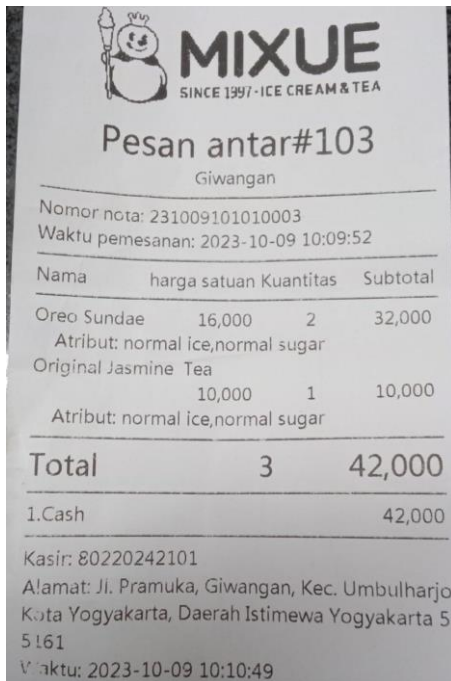 MIXUE
SINCE 1997-ICE CREAM & TEA
Pesan antar#103
Giwangan
Nomor nota: 231009101010003
Waktu pemesanan: 2023-10-09 10:09:52
Nama harga satuan Kuantitas Subtotal
Oreo Sundae 16,000 2 32,000
Atribut: normal ice,normal sugar
Original Jasmine Tea
10,000 1 10,000
Atribut: normal ice,normal sugar
Total 3 42,000
1.Cash 42,000
Kasir: 80220242101
Alamat: Jl. Pramuka, Giwangan, Kec. Umbulharjo
Kota Yogyakarta, Daerah Istimewa Yogyakarta 5
5161
Waktu: 2023-10-09 10:10:49